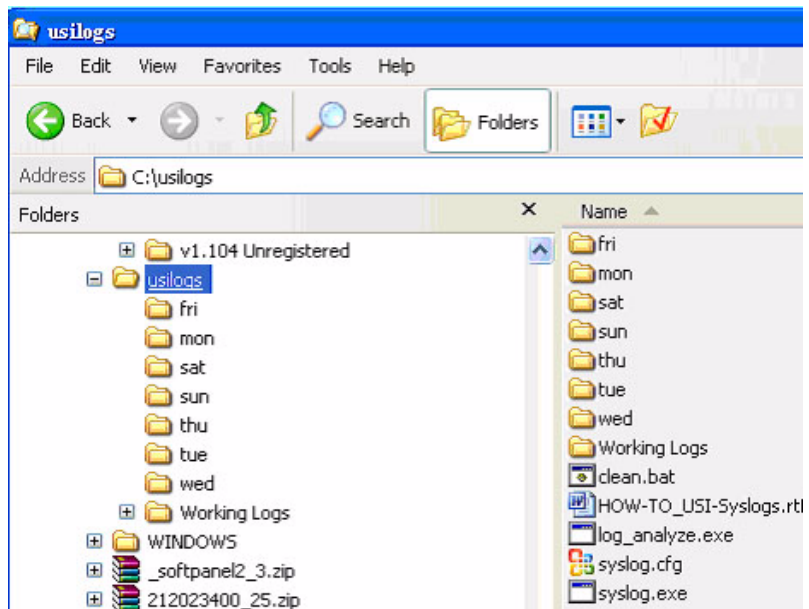 usilogs
File Edit View Favorites Tools Help
Back Search Folders
Address C:\usilogs
Folders
v1.104 Unregistered
usilogs
fri
mon
sat
sun
thu
tue
wed
Working Logs
WINDOWS
_softpanel2_3.zip
212023400_25.zip
Name
fri
mon
sat
sun
thu
tue
wed
Working Logs
clean.bat
HOW-TO_USI-Syslogs.rtf
log_analyze.exe
syslog.cfg
syslog.exe